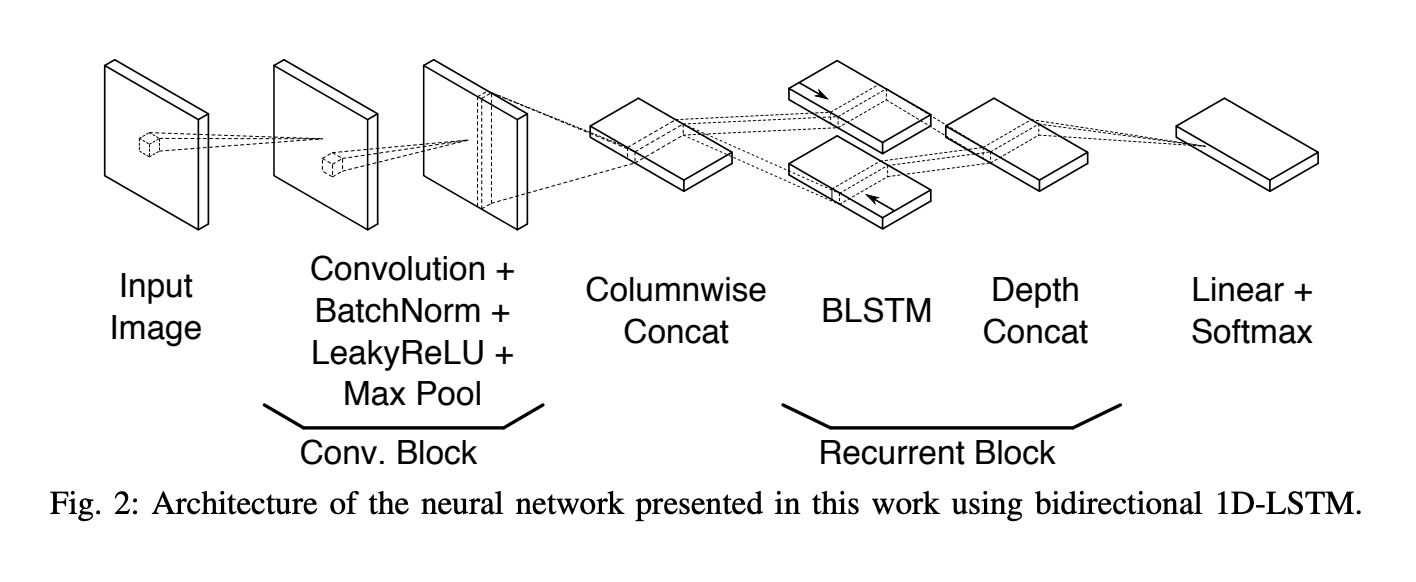 Input
Image
Convolution +
BatchNorm +
LeakyReLU +
Max Pool
Columnwise
Concat
BLSTM
Depth
Concat
Linear +
Softmax
Conv. Block
Recurrent Block
Fig. 2: Architecture of the neural network presented in this work using bidirectional 1D-LSTM.